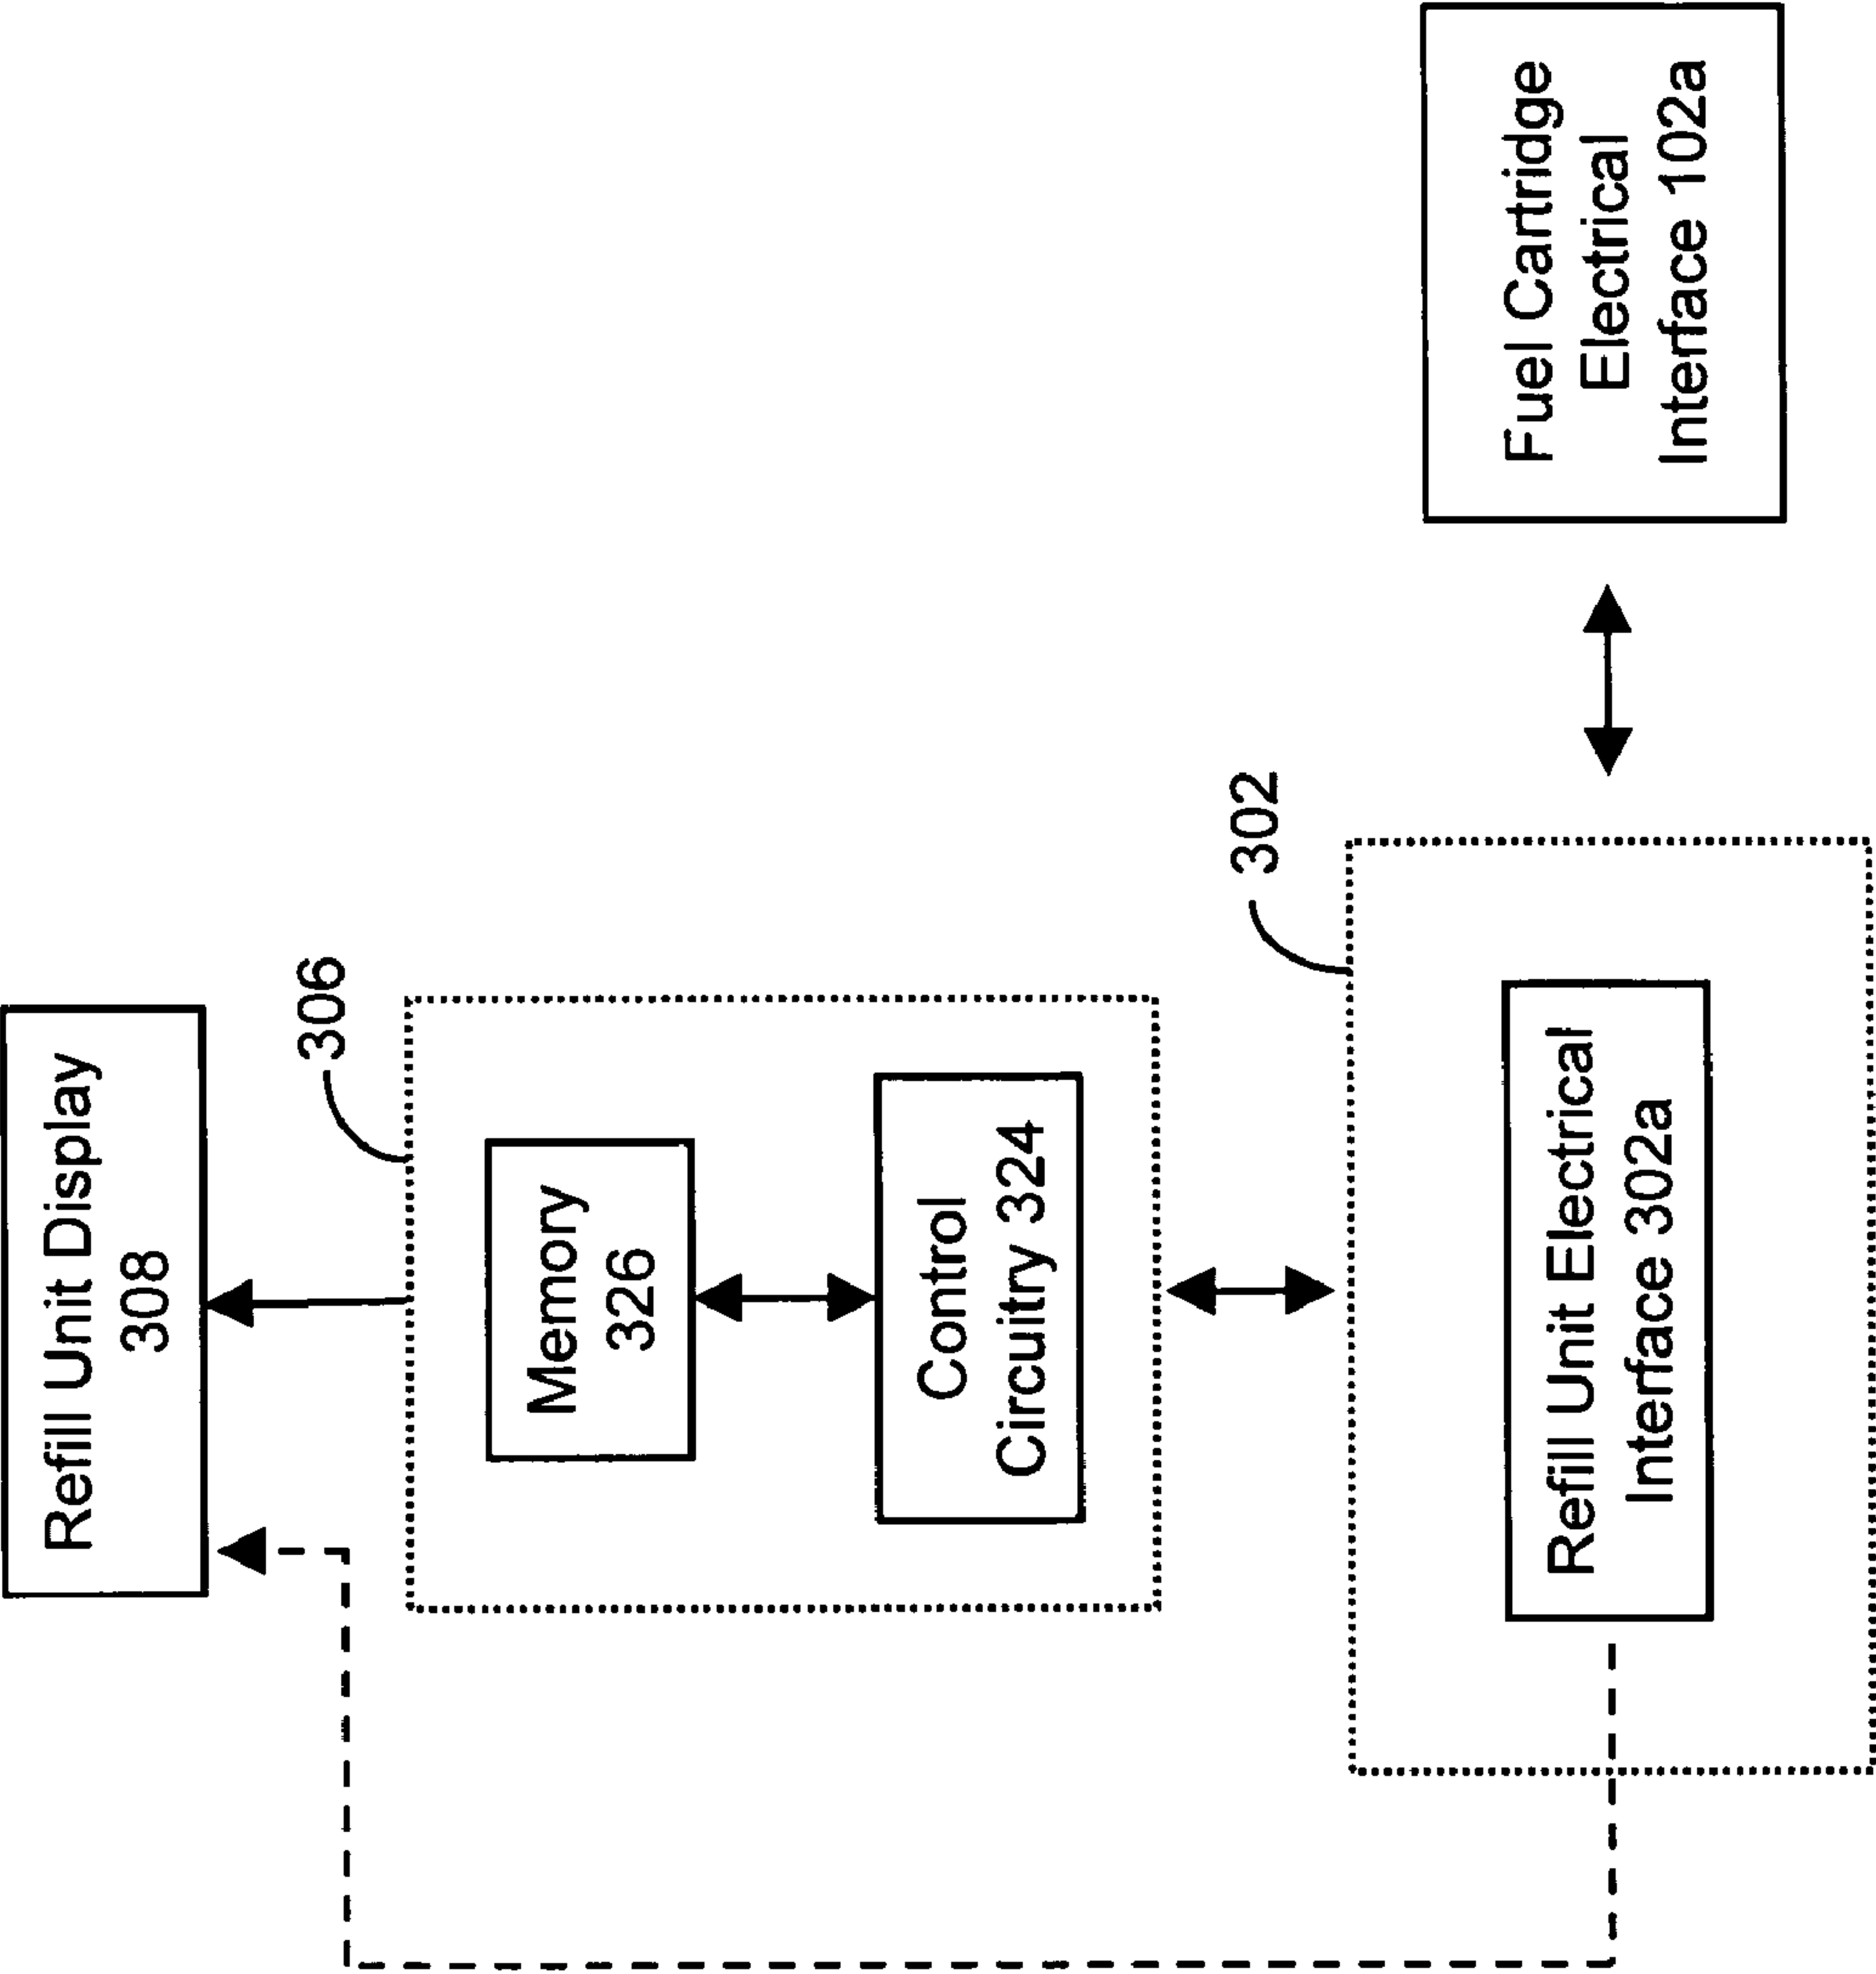 Refill Unit Display
308
306
Memory
326
Control
Circuitry 324
302
Refill Unit Electrical
Interface 302a
Fuel Cartridge
Electrical
Interface 102a